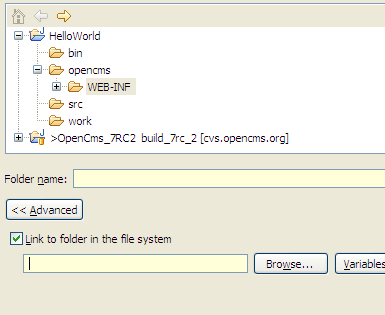 HelloWorld
bin
opencms
WEB-INF
src
work
>OpenCms_7RC2 build_7rc_2 [cvs.opencms.org]
Folder name:
<< Advanced
Link to folder in the file system
Browse... Variables